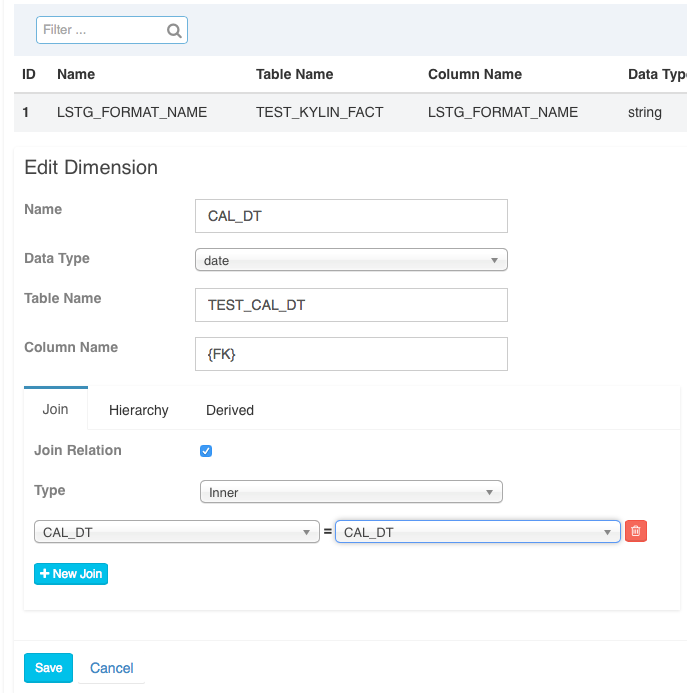 Filter ...
ID Name Table Name Column Name Data Typ
1 LSTG_FORMAT_NAME TEST_KYLIN_FACT LSTG_FORMAT_NAME string
Edit Dimension
Name CAL_DT
Data Type date
Table Name TEST_CAL_DT
Column Name {FK}
Join Hierarchy Derived
Join Relation
Type Inner
CAL_DT = CAL_DT
+ New Join
Save Cancel